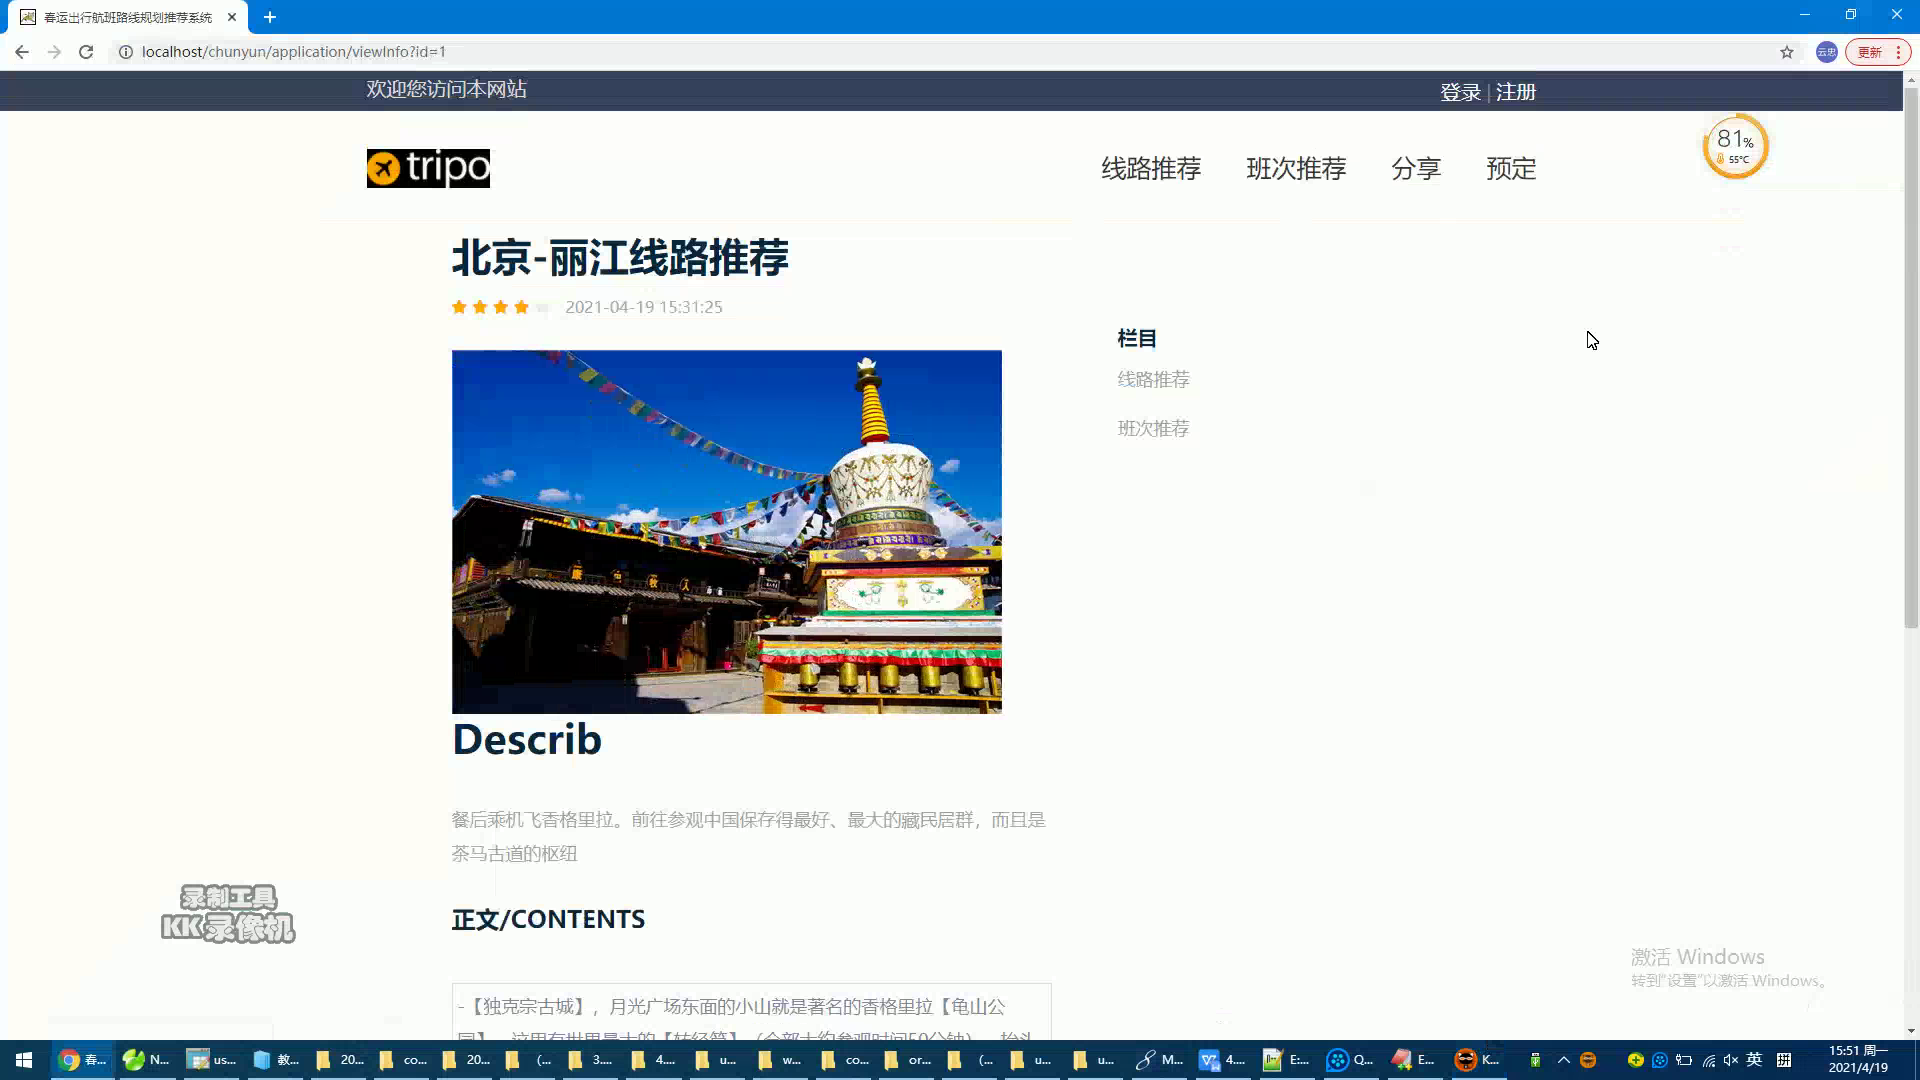 春运出行航班路线规划推荐系统
localhost/chunyun/application/viewInfo?id=1
云忠
更新
欢迎您访问本网站
登录 | 注册
81%
55°C
tripo
线路推荐
班次推荐
分享
预定
北京-丽江线路推荐
2021-04-19 15:31:25
栏目
线路推荐
班次推荐
Describ
餐后乘机飞香格里拉。前往参观中国保存得最好、最大的藏民居群，而且是
茶马古道的枢纽
正文/CONTENTS
-【独克宗古城】，月光广场东面的小山就是著名的香格里拉【龟山公
录制工具
KK录像机
激活 Windows
转到"设置"以激活 Windows。
春...
N...
us...
教...
20...
co...
20...
(...
3....
4....
u...
w...
co...
or...
(...
u...
u...
M...
4....
E:...
Q...
E...
K...
英
拼
15:51 周一
2021/4/19